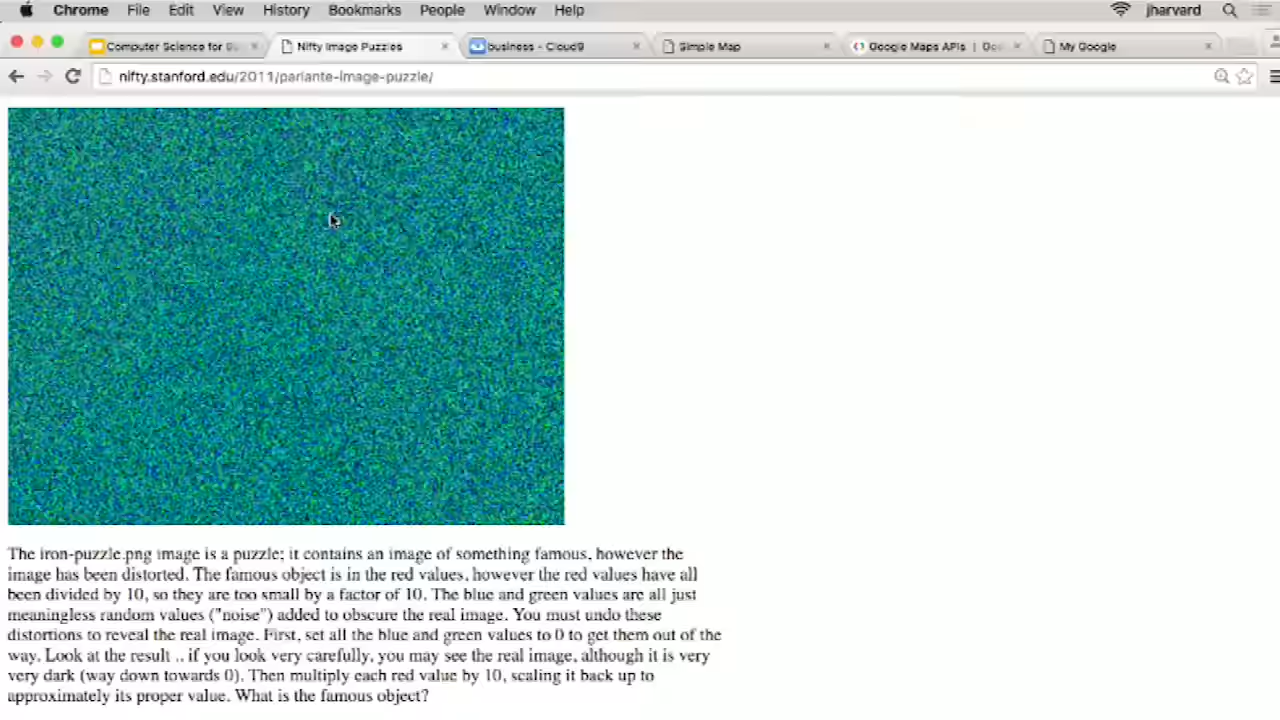 Chrome File Edit View History Bookmarks People Window Help jharvard
Computer Science for Bu Nifty Image Puzzles business - Cloud9 Simple Map Google Maps APIs | Do My Google
nifty.stanford.edu/2011/parlante-image-puzzle/
The iron-puzzle.png image is a puzzle; it contains an image of something famous, however the
image has been distorted. The famous object is in the red values, however the red values have all
been divided by 10, so they are too small by a factor of 10. The blue and green values are all just
meaningless random values ("noise") added to obscure the real image. You must undo these
distortions to reveal the real image. First, set all the blue and green values to 0 to get them out of the
way. Look at the result .. if you look very carefully, you may see the real image, although it is very
very dark (way down towards 0). Then multiply each red value by 10, scaling it back up to
approximately its proper value. What is the famous object?